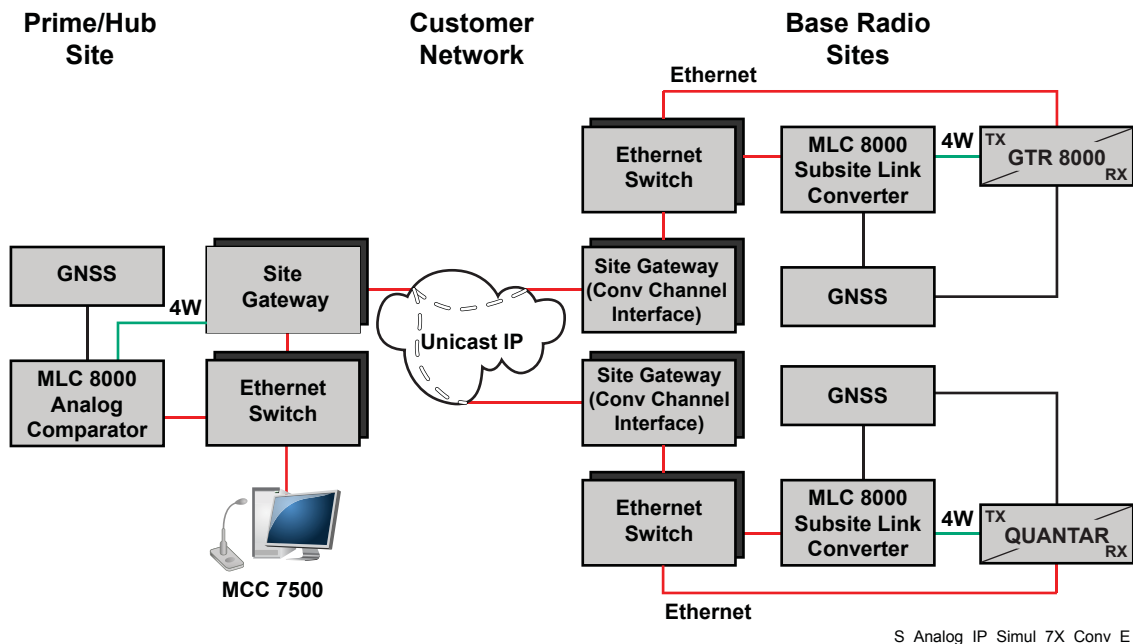 Prime/Hub
Site
Customer
Network
Base Radio
Sites
Ethernet
Ethernet
Switch
MLC 8000
Subsite Link
Converter
4W
TX
GTR 8000
RX
GNSS
Site
Gateway
4W
Site Gateway
(Conv Channel
Interface)
GNSS
Unicast IP
MLC 8000
Analog
Comparator
Ethernet
Switch
Site Gateway
(Conv Channel
Interface)
GNSS
Ethernet
Switch
MLC 8000
Subsite Link
Converter
4W
TX
QUANTAR
RX
MCC 7500
Ethernet
S_Analog_IP_Simul_7X_Conv_E